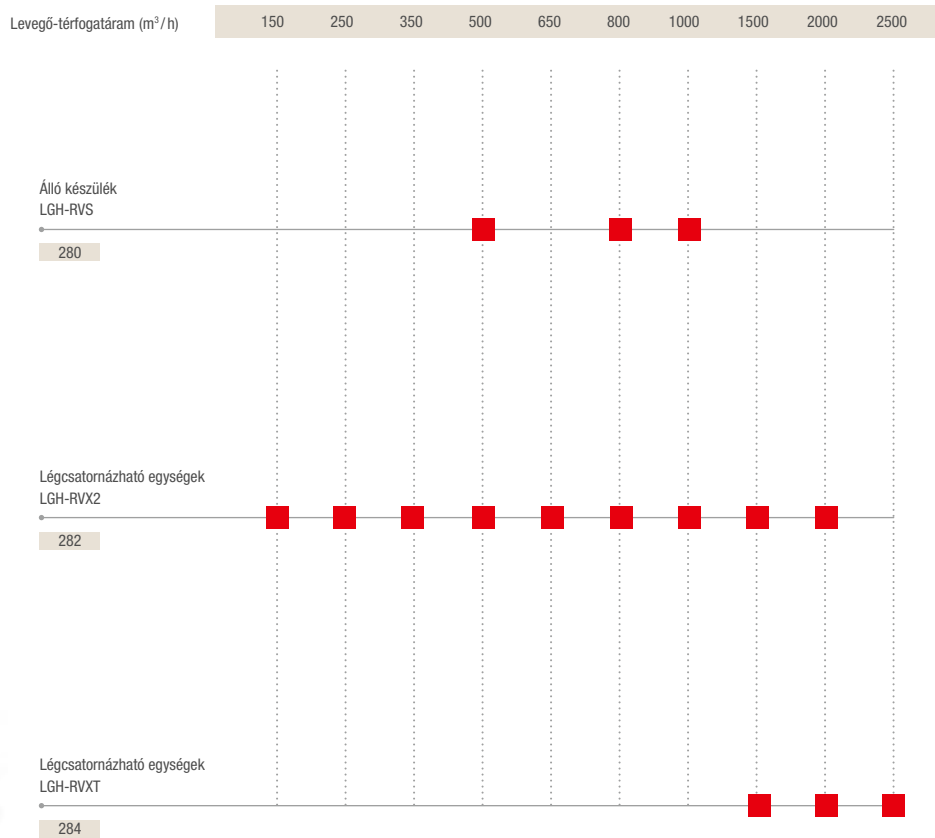 Levegő-térfogatáram (m³/h) 150 250 350 500 650 800 1000 1500 2000 2500
Álló készülék
LGH-RVS
280
Légcsatornázható egységek
LGH-RVX2
282
Légcsatornázható egységek
LGH-RVXT
284